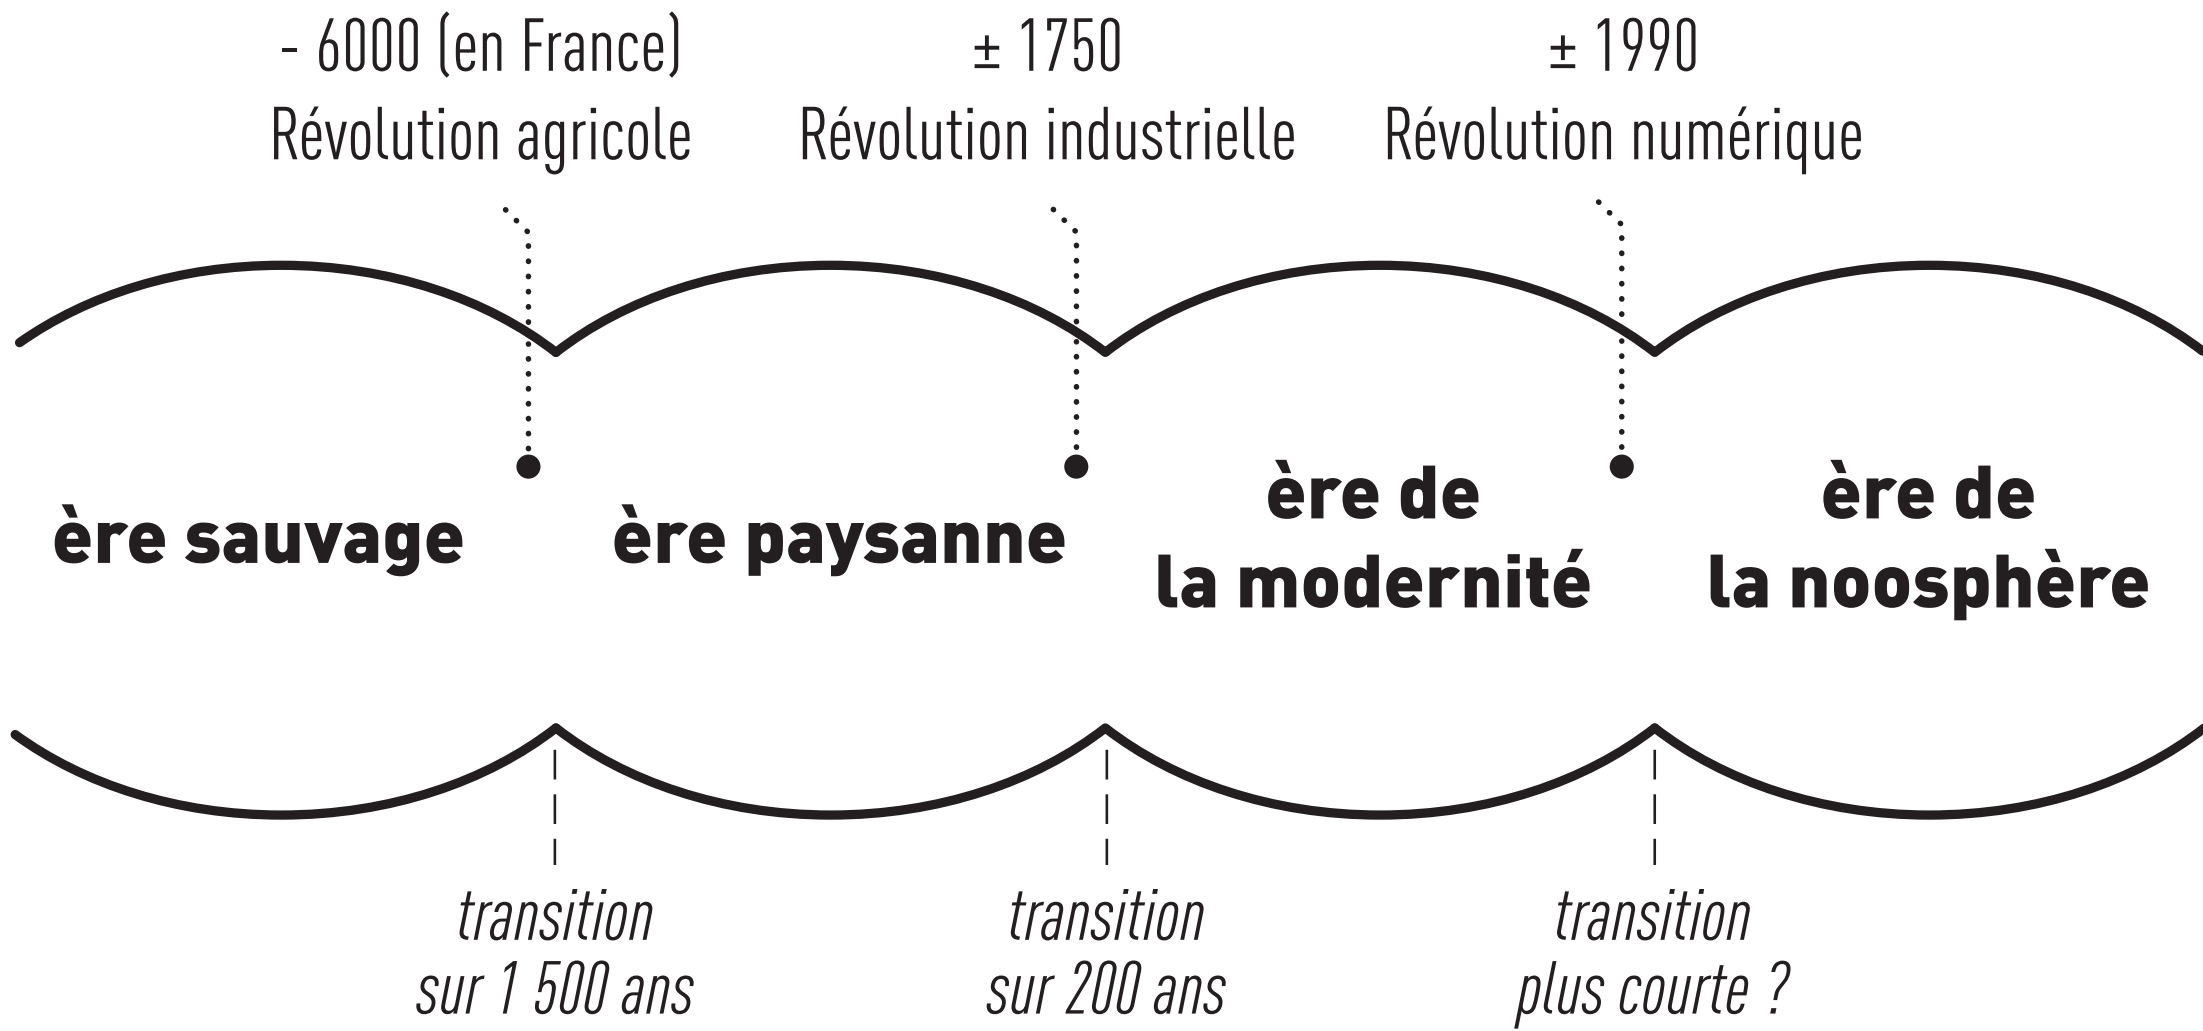 - 6000 (en France)
Révolution agricole
± 1750
Révolution industrielle
± 1990
Révolution numérique
ère sauvage
ère paysanne
ère de
la modernité
ère de
la noosphère
transition
sur 1 500 ans
transition
sur 200 ans
transition
plus courte ?